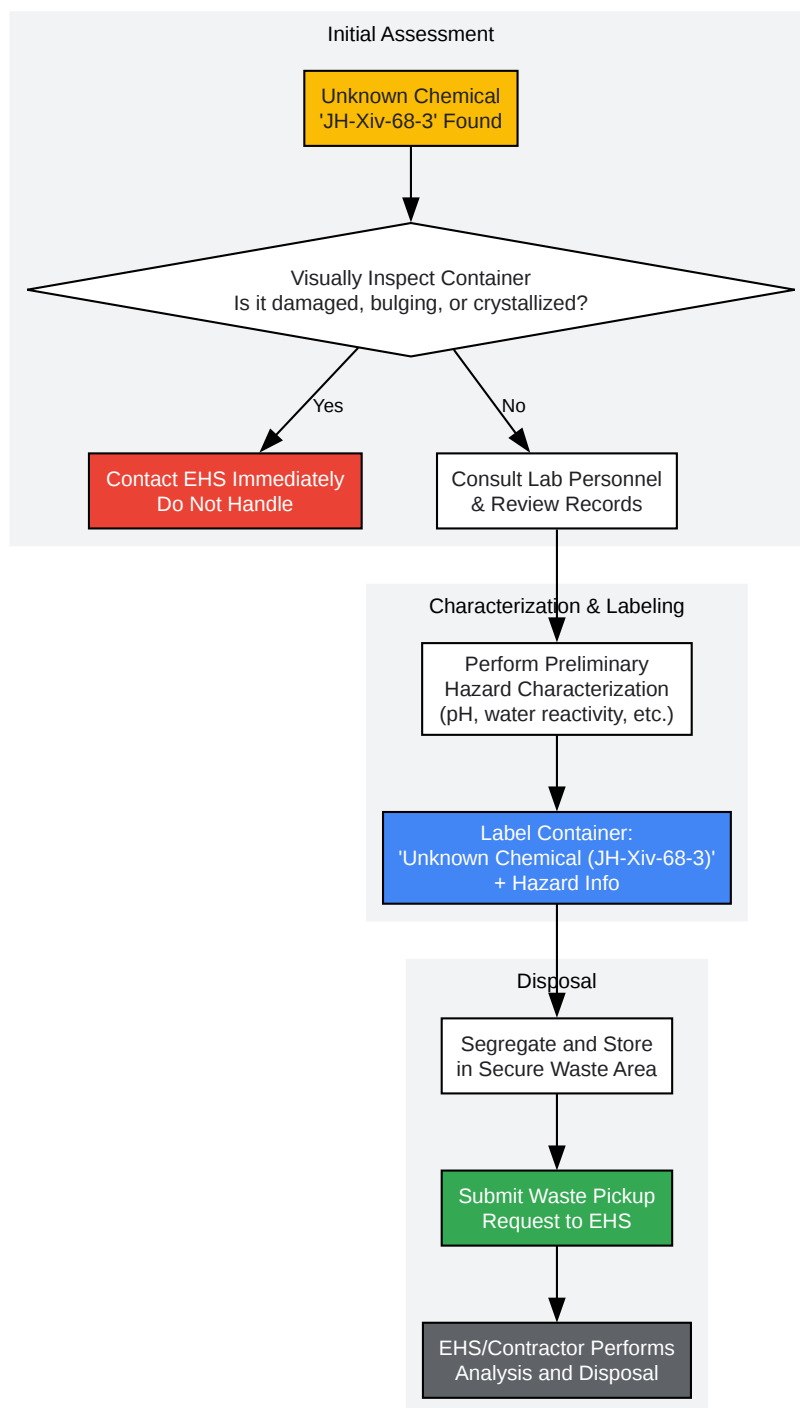 Initial Assessment
Unknown Chemical
'JH-Xiv-68-3' Found
Visually Inspect Container
Is it damaged, bulging, or crystallized?
Yes
No
Contact EHS Immediately
Do Not Handle
Consult Lab Personnel
& Review Records
Characterization & Labeling
Perform Preliminary
Hazard Characterization
(pH, water reactivity, etc.)
Label Container:
'Unknown Chemical (JH-Xiv-68-3)'
+ Hazard Info
Disposal
Segregate and Store
in Secure Waste Area
Submit Waste Pickup
Request to EHS
EHS/Contractor Performs
Analysis and Disposal